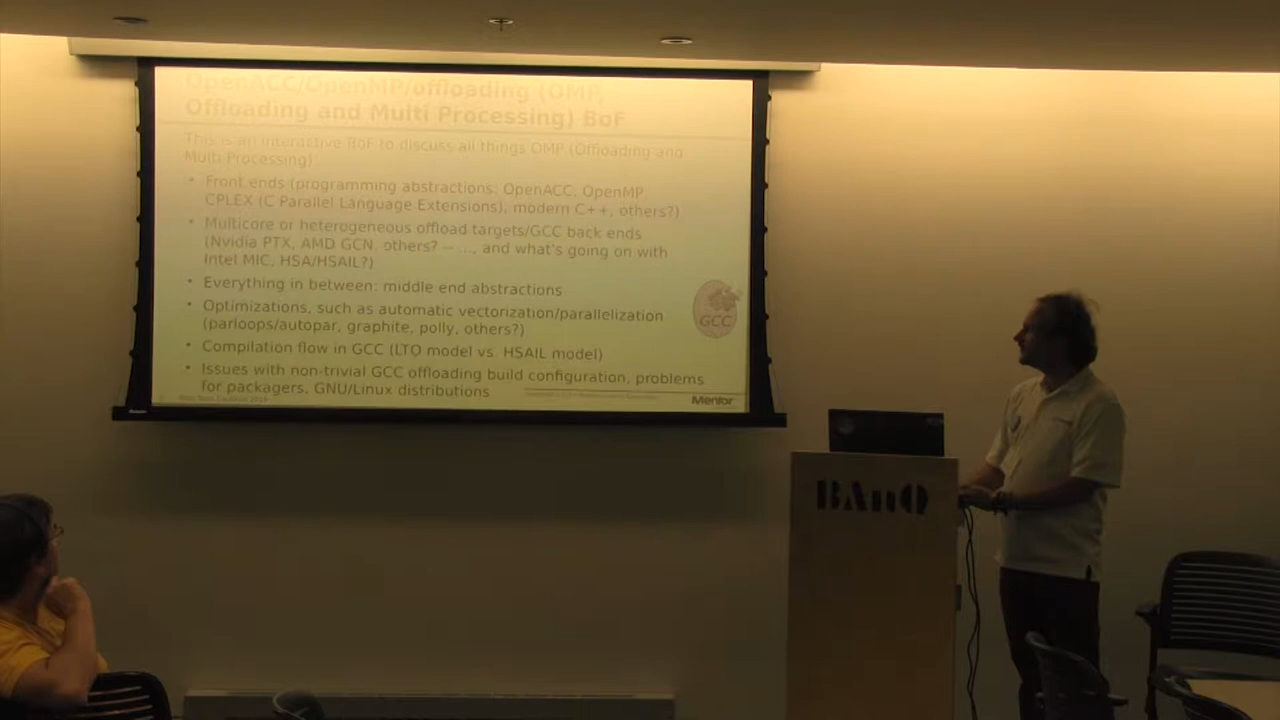 OpenACC/OpenMP/offloading (OMP,
Offloading and Multi Processing) BoF
This is an interactive BoF to discuss all things OMP (Offloading and
Multi Processing)
• Front ends (programming abstractions: OpenACC, OpenMP,
CPLEX (C Parallel Language Extensions), modern C++, others?)
• Multicore or heterogeneous offload targets/GCC back ends
(Nvidia PTX, AMD GCN, others? — ..., and what's going on with
Intel MIC, HSA/HSAIL?)
• Everything in between: middle end abstractions
• Optimizations, such as automatic vectorization/parallelization
(parloops/autopar, graphite, polly, others?)
• Compilation flow in GCC (LTO model vs. HSAIL model)
• Issues with non-trivial GCC offloading build configuration, problems
for packagers, GNU/Linux distributions
GCC
GNU Tools Cauldron 2019
Mentor
BAnQ